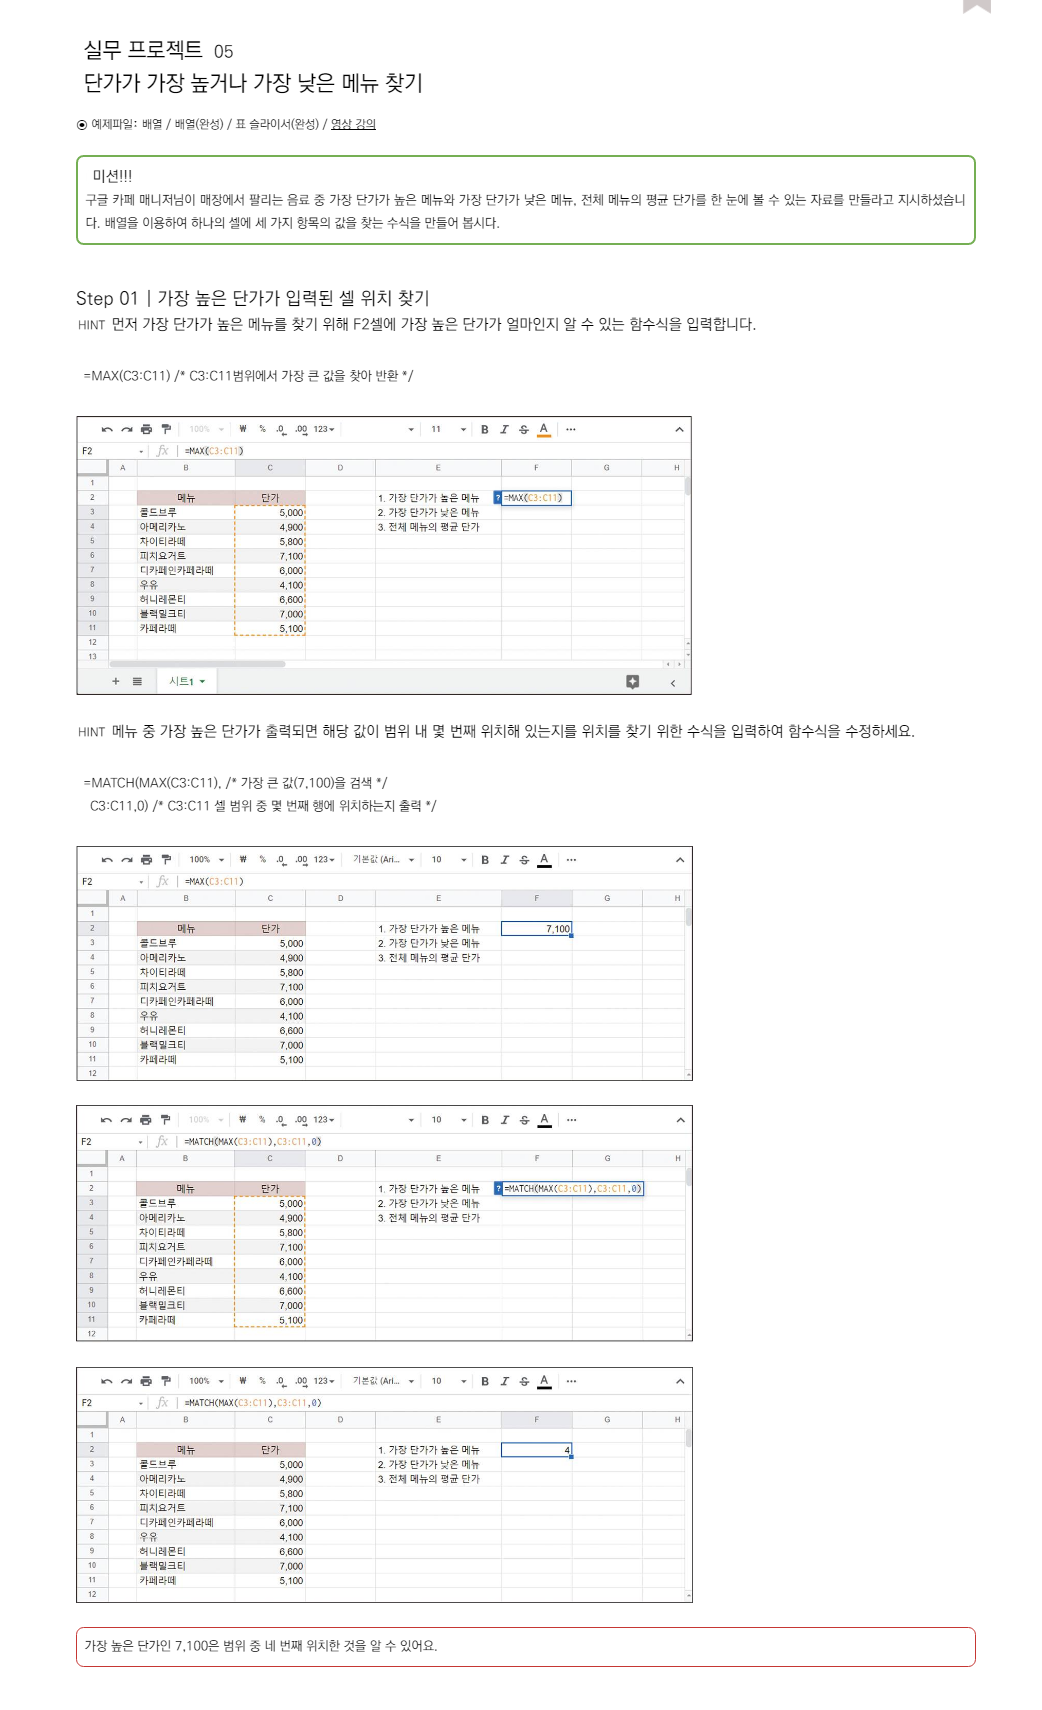 실무 프로젝트 05
단가가 가장 높거나 가장 낮은 메뉴 찾기
예제파일: 배열 / 배열(완성) / 표 슬라이서(완성) / 영상 강의
미션!!!
구글 카페 매니저님이 매장에서 팔리는 음료 중 가장 단가가 높은 메뉴와 가장 단가가 낮은 메뉴, 전체 메뉴의 평균 단가를 한 눈에 볼 수 있는 자료를 만들라고 지시하셨습니
다. 배열을 이용하여 하나의 셀에 세 가지 항목의 값을 찾는 수식을 만들어 봅시다.
Step 01 | 가장 높은 단가가 입력된 셀 위치 찾기
HINT 먼저 가장 단가가 높은 메뉴를 찾기 위해 F2셀에 가장 높은 단가가 얼마인지 알 수 있는 함수식을 입력합니다.
=MAX(C3:C11) /* C3:C11범위에서 가장 큰 값을 찾아 반환 */
100% ₩ % .0 .00 123 11 B I S A
F2 fx =MAX(C3:C11)
A B C D E F G H
1
2 메뉴 단가 1. 가장 단가가 높은 메뉴 ? =MAX(C3:C11)
3 콜드브루 5,000 2. 가장 단가가 낮은 메뉴
4 아메리카노 4,900 3. 전체 메뉴의 평균 단가
5 차이티라떼 5,800
6 피치요거트 7,100
7 디카페인카페라떼 6,000
8 우유 4,100
9 허니레몬티 6,600
10 블랙밀크티 7,000
11 카페라떼 5,100
12
13
시트1
HINT 메뉴 중 가장 높은 단가가 출력되면 해당 값이 범위 내 몇 번째 위치해 있는지를 위치를 찾기 위한 수식을 입력하여 함수식을 수정하세요.
=MATCH(MAX(C3:C11), /* 가장 큰 값(7,100)을 검색 */
C3:C11,0) /* C3:C11 셀 범위 중 몇 번째 행에 위치하는지 출력 */
100% ₩ % .0 .00 123 기본값 (Ari... 10 B I S A
F2 fx =MAX(C3:C11)
A B C D E F G H
1
2 메뉴 단가 1. 가장 단가가 높은 메뉴 7,100
3 콜드브루 5,000 2. 가장 단가가 낮은 메뉴
4 아메리카노 4,900 3. 전체 메뉴의 평균 단가
5 차이티라떼 5,800
6 피치요거트 7,100
7 디카페인카페라떼 6,000
8 우유 4,100
9 허니레몬티 6,600
10 블랙밀크티 7,000
11 카페라떼 5,100
12
100% ₩ % .0 .00 123 10 B I S A
F2 fx =MATCH(MAX(C3:C11),C3:C11,0)
A B C D E F G H
1
2 메뉴 단가 1. 가장 단가가 높은 메뉴 ? =MATCH(MAX(C3:C11),C3:C11,0)
3 콜드브루 5,000 2. 가장 단가가 낮은 메뉴
4 아메리카노 4,900 3. 전체 메뉴의 평균 단가
5 차이티라떼 5,800
6 피치요거트 7,100
7 디카페인카페라떼 6,000
8 우유 4,100
9 허니레몬티 6,600
10 블랙밀크티 7,000
11 카페라떼 5,100
12
100% ₩ % .0 .00 123 기본값 (Ari... 10 B I S A
F2 fx =MATCH(MAX(C3:C11),C3:C11,0)
A B C D E F G H
1
2 메뉴 단가 1. 가장 단가가 높은 메뉴 4
3 콜드브루 5,000 2. 가장 단가가 낮은 메뉴
4 아메리카노 4,900 3. 전체 메뉴의 평균 단가
5 차이티라떼 5,800
6 피치요거트 7,100
7 디카페인카페라떼 6,000
8 우유 4,100
9 허니레몬티 6,600
10 블랙밀크티 7,000
11 카페라떼 5,100
12
가장 높은 단가인 7,100은 범위 중 네 번째 위치한 것을 알 수 있어요.